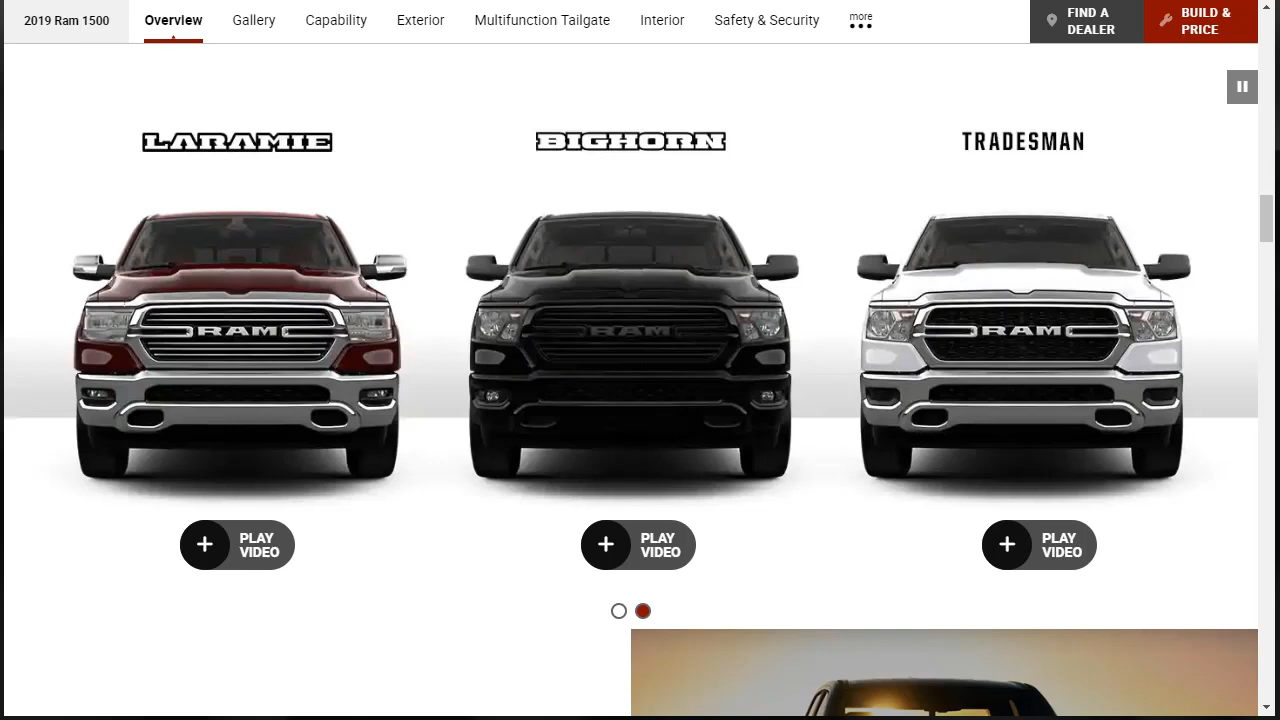 2019 Ram 1500
Overview
Gallery
Capability
Exterior
Multifunction Tailgate
Interior
Safety & Security
more
FIND A
DEALER
BUILD &
PRICE
LARAMIE
BIGHORN
TRADESMAN
RAM
RAM
RAM
PLAY
VIDEO
PLAY
VIDEO
PLAY
VIDEO